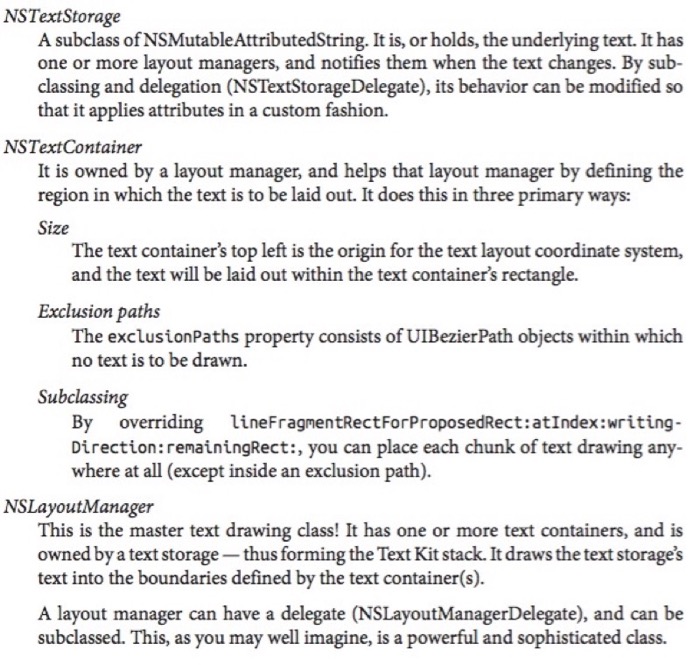 NSTextStorage
A subclass of NSMutableAttributedString. It is, or holds, the underlying text. It has
one or more layout managers, and notifies them when the text changes. By sub-
classing and delegation (NSTextStorageDelegate), its behavior can be modified so
that it applies attributes in a custom fashion.
NSTextContainer
It is owned by a layout manager, and helps that layout manager by defining the
region in which the text is to be laid out. It does this in three primary ways:
Size
The text container's top left is the origin for the text layout coordinate system,
and the text will be laid out within the text container's rectangle.
Exclusion paths
The exclusionPaths property consists of UIBezierPath objects within which
no text is to be drawn.
Subclassing
By overriding lineFragmentRectForProposedRect:atIndex:writing-
Direction:remainingRect:, you can place each chunk of text drawing any-
where at all (except inside an exclusion path).
NSLayoutManager
This is the master text drawing class! It has one or more text containers, and is
owned by a text storage — thus forming the Text Kit stack. It draws the text storage's
text into the boundaries defined by the text container(s).
A layout manager can have a delegate (NSLayoutManagerDelegate), and can be
subclassed. This, as you may well imagine, is a powerful and sophisticated class.